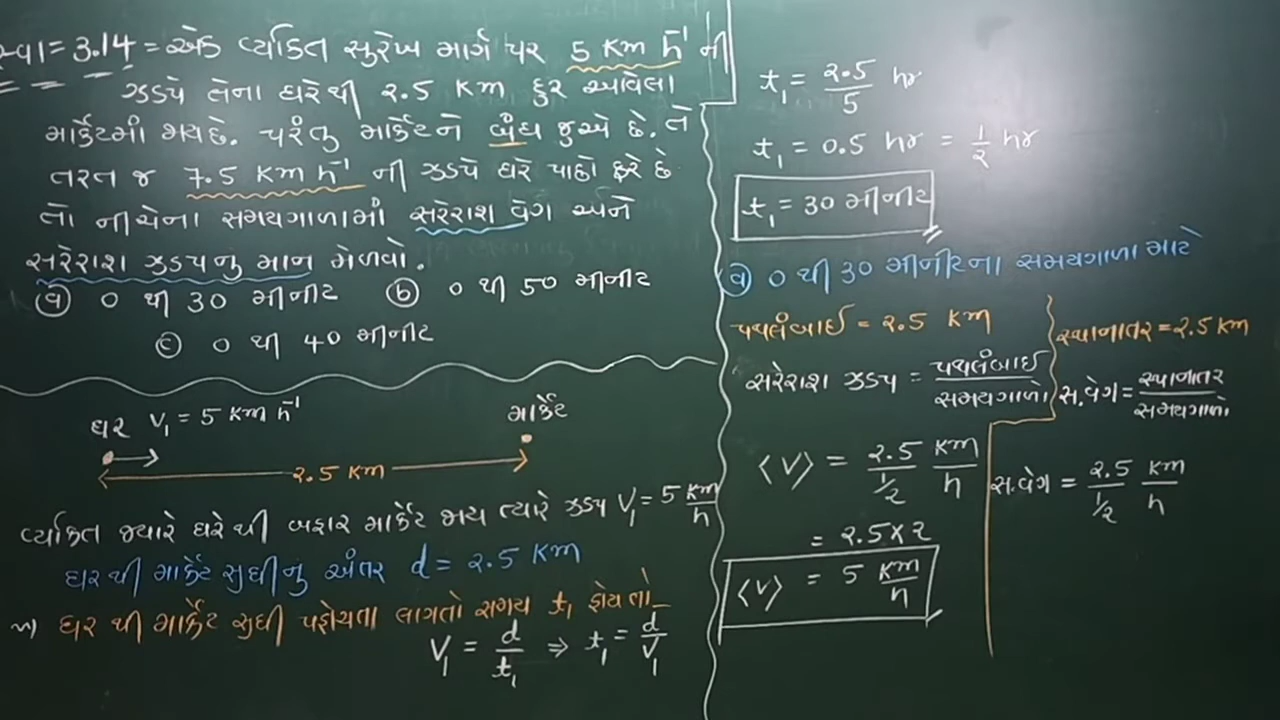 સ્વા = 3.14 = એક વ્યકિત સુરેખ માર્ગ પર 5 Km h⁻¹ ની
ઝડપે તેના ઘરેથી 2.5 Km દુર આવેલા
માર્કેટમાં જાય છે. પરંતુ માર્કેટને બંધ જુએ છે. તે
તરત જ 7.5 Km h⁻¹ ની ઝડપે ઘરે પાછો ફરે છે
તો નીચેના સમયગાળામાં સરેરાશ વેગ અને
સરેરાશ ઝડપનુ માન મેળવો.
(a) 0 થી 30 મીનીટ (b) 0 થી 50 મીનીટ
(c) 0 થી 40 મીનીટ
ઘર V₁ = 5 Km h⁻¹ માર્કેટ
2.5 Km
વ્યકિત જ્યારે ઘરેથી બહાર માર્કેટ જાય ત્યારે ઝડપ V₁ = 5 Km/h
ઘરથી માર્કેટ સુધીનુ અંતર d = 2.5 Km
ઘર થી માર્કેટ સુધી પહોચતા લાગતો સમય t₁ હોય તો
V₁ = d/t₁ ⇒ t₁ = d/V₁
t₁ = 2.5/5 hr
t₁ = 0.5 hr = 1/2 hr
t₁ = 30 મીનીટ
(a) 0 થી 30 મીનીટના સમયગાળા માટે
પથલંબાઈ = 2.5 Km
સરેરાશ ઝડપ = પથલંબાઈ/સમયગાળો
<V> = 2.5/(1/2) Km/h
= 2.5 x 2
<V> = 5 Km/h
સ્થાનાતર = 2.5 Km
સ.વેગ = સ્થાનાતર/સમયગાળો
સ.વેગ = 2.5/(1/2) Km/h